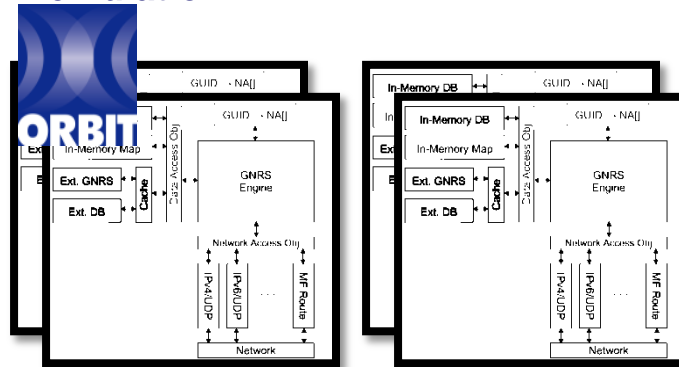 ORBIT
GUID → NA[]
GUID → NA[]
In-Memory Map
Ext. GNRS
Ext. DB
Cache
Data Access Obj
GNRS
Engine
Network Access Obj
IPv4/UDP
IPv6/UDP
. . .
MF Route
Network
In-Memory DB
GUID → NA[]
In-Memory DB
GUID → NA[]
In-Memory Map
Ext. GNRS
Ext. DB
Cache
Data Access Obj
GNRS
Engine
Network Access Obj
IPv4/UDP
IPv6/UDP
. . .
MF Route
Network